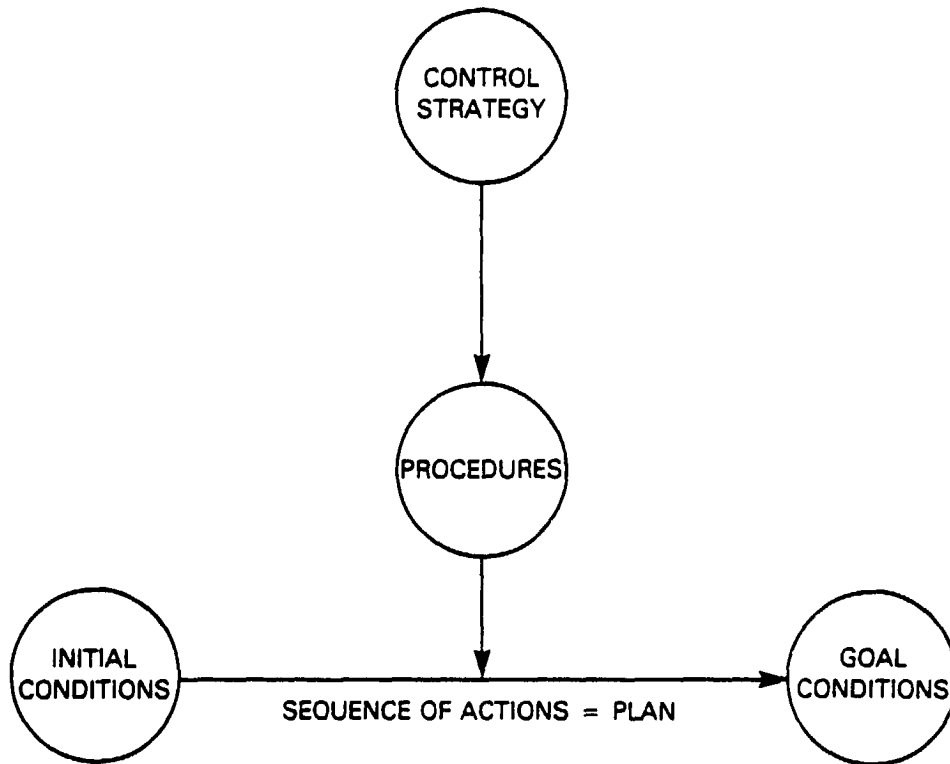 CONTROL
STRATEGY
PROCEDURES
INITIAL
CONDITIONS
GOAL
CONDITIONS
SEQUENCE OF ACTIONS = PLAN